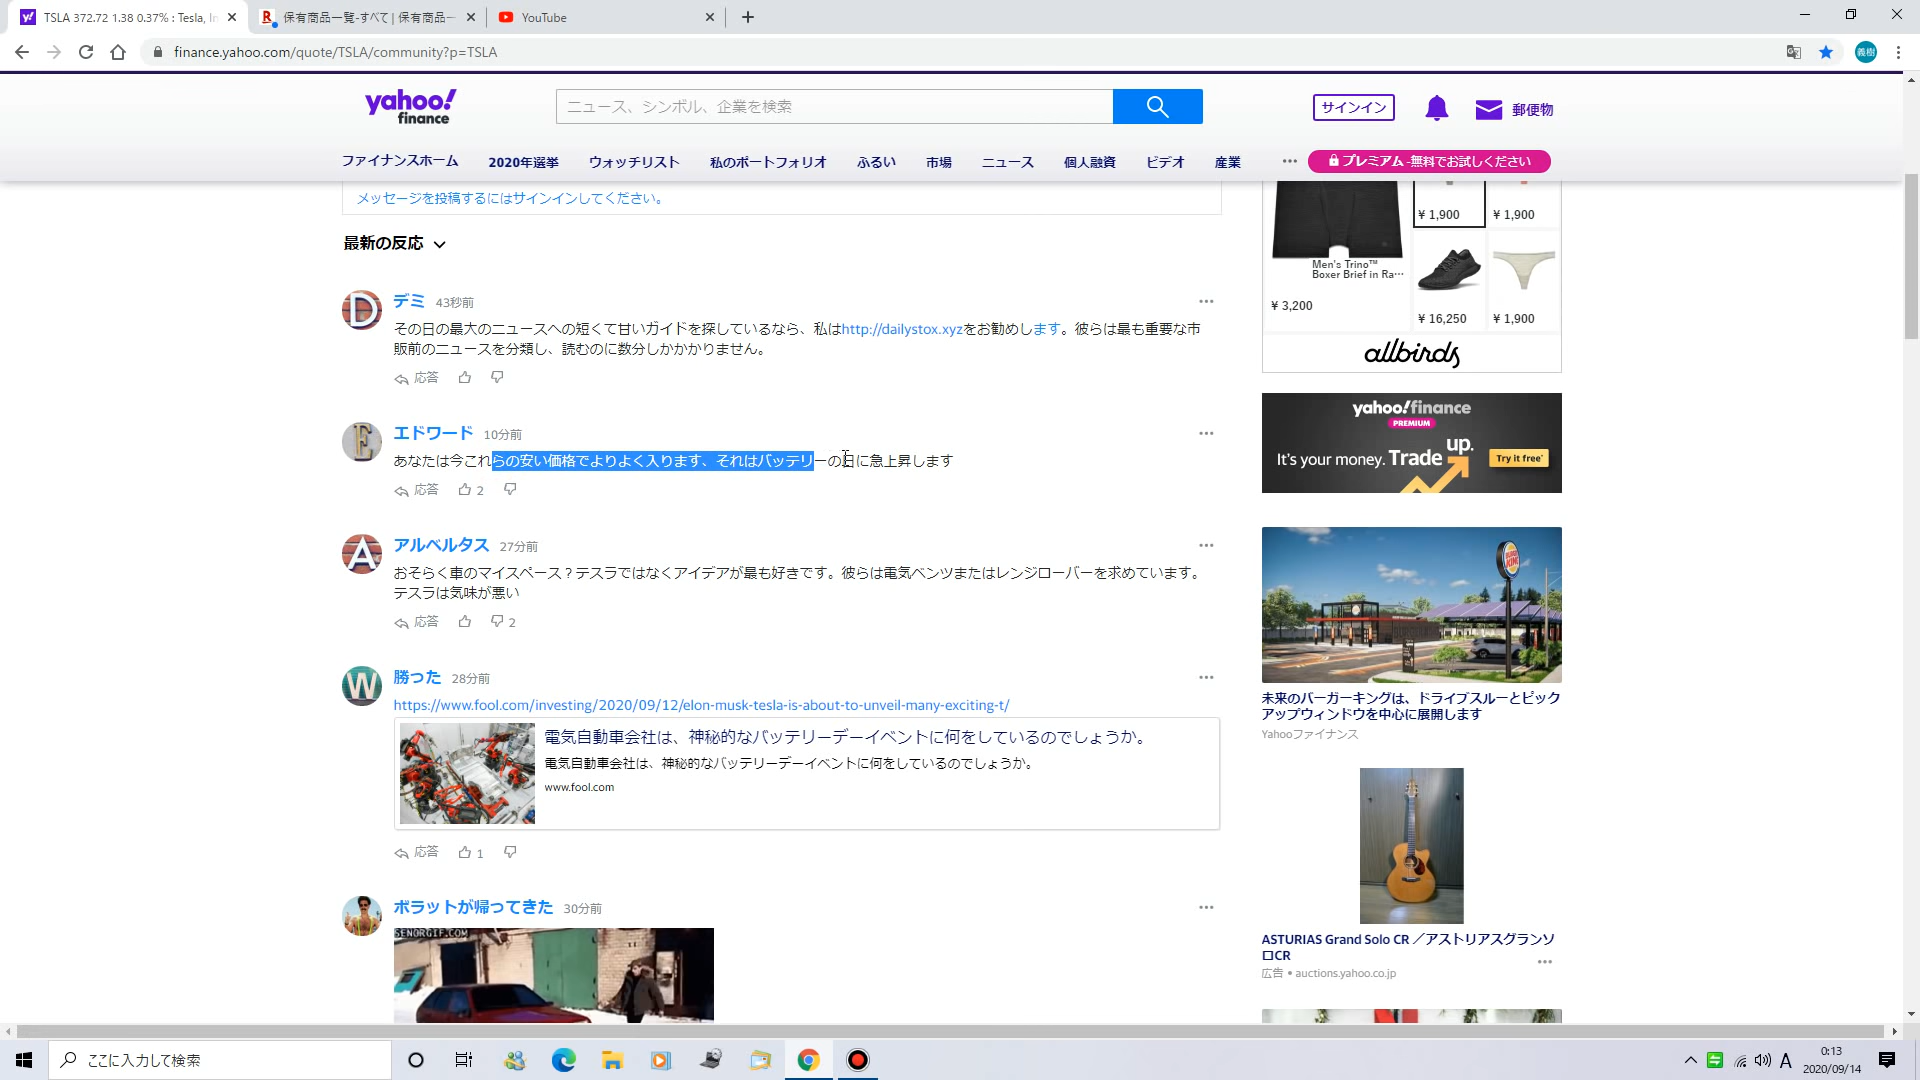 TSLA 372.72 1.38 0.37% : Tesla, In
保有商品一覧-すべて | 保有商品一
YouTube
finance.yahoo.com/quote/TSLA/community?p=TSLA
義樹
yahoo!
finance
ニュース、シンボル、企業を検索
サインイン
郵便物
ファイナンスホーム 2020年選挙 ウォッチリスト 私のポートフォリオ ふるい 市場 ニュース 個人融資 ビデオ 産業 ••• プレミアム -無料でお試しください
メッセージを投稿するにはサインインしてください。
最新の反応
デミ 43秒前
その日の最大のニュースへの短くて甘いガイドを探しているなら、私はhttp://dailystox.xyzをお勧めします。彼らは最も重要な市
販前のニュースを分類し、読むのに数分しかかかりません。
応答
エドワード 10分前
あなたは今これらの安い価格でよりよく入ります、それはバッテリーの日に急上昇します
応答 2
アルベルタス 27分前
おそらく車のマイスペース？テスラではなくアイデアが最も好きです。彼らは電気ベンツまたはレンジローバーを求めています。
テスラは気味が悪い
応答 2
勝った 28分前
https://www.fool.com/investing/2020/09/12/elon-musk-tesla-is-about-to-unveil-many-exciting-t/
電気自動車会社は、神秘的なバッテリーデーイベントに何をしているのでしょうか。
電気自動車会社は、神秘的なバッテリーデーイベントに何をしているのでしょうか。
www.fool.com
応答 1
ボラットが帰ってきた 30分前
SENORGIF.COM
¥ 1,900
¥ 1,900
Men's Trino™
Boxer Brief in Ra…
¥ 3,200
¥ 16,250
¥ 1,900
allbirds
yahoo!finance
PREMIUM
It's your money. Trade up.
Try it free*
BURGER KING
未来のバーガーキングは、ドライブスルーとピック
アップウィンドウを中心に展開します
Yahooファイナンス
ASTURIAS Grand Solo CR ／アストリアスグランソ
ロCR
広告 • auctions.yahoo.co.jp
ここに入力して検索
A
0:13
2020/09/14